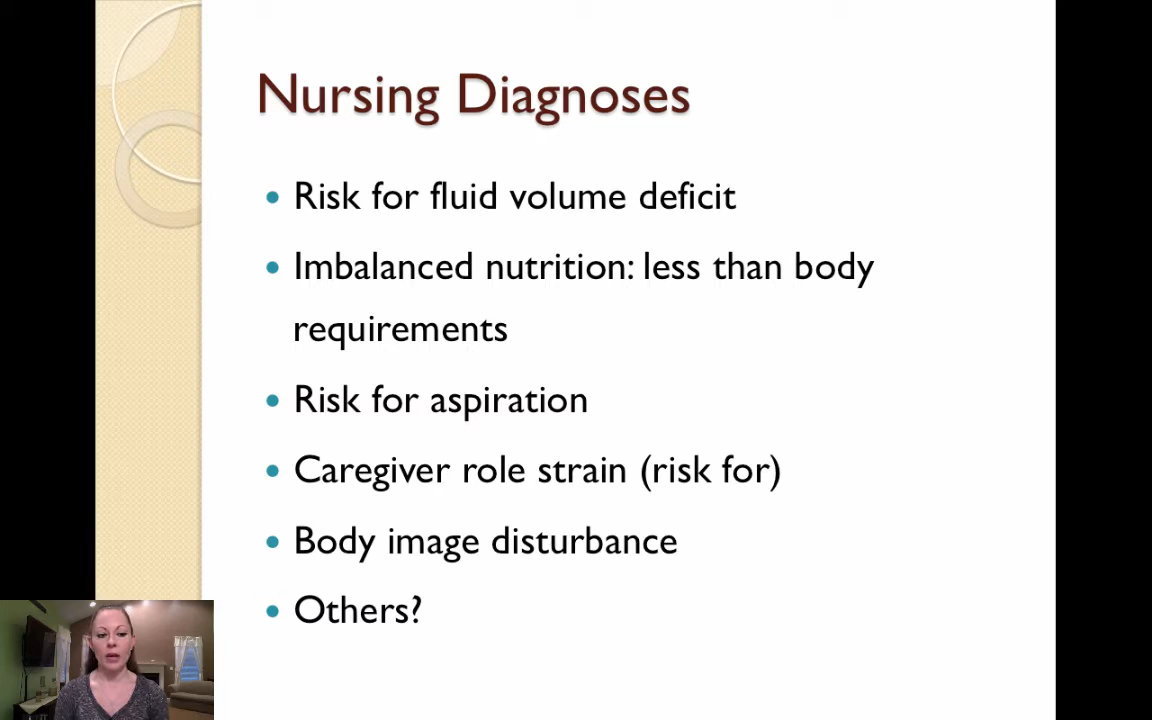 Nursing Diagnoses
• Risk for fluid volume deficit
• Imbalanced nutrition: less than body
requirements
• Risk for aspiration
• Caregiver role strain (risk for)
• Body image disturbance
• Others?